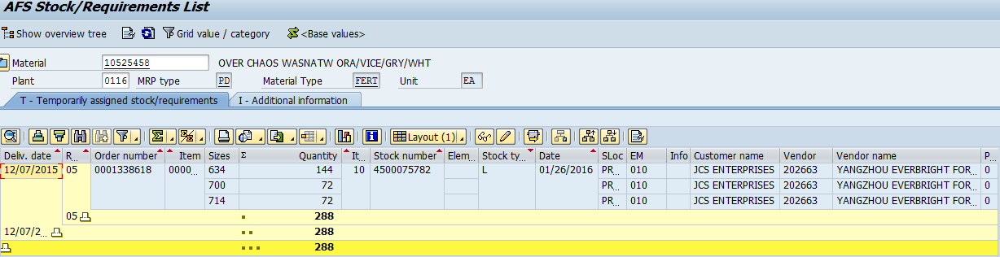 AFS Stock/Requirements List
Show overview tree Grid value / category <Base values>
Material 10525458 OVER CHAOS WASNATW ORA/VICE/GRY/WHT
Plant 0116 MRP type PD Material Type FERT Unit EA
T - Temporarily assigned stock/requirements I - Additional information
Layout (1)
Deliv. date R... Order number Item Sizes Σ Quantity It... Stock number Elem... Stock ty... Date SLoc EM Info Customer name Vendor Vendor name P...
12/07/2015 05 0001338618 0000... 634 144 10 4500075782 L 01/26/2016 PR... 010 JCS ENTERPRISES 202663 YANGZHOU EVERBRIGHT FOR... 0
700 72 PR... 010 JCS ENTERPRISES 202663 YANGZHOU EVERBRIGHT FOR... 0
714 72 PR... 010 JCS ENTERPRISES 202663 YANGZHOU EVERBRIGHT FOR... 0
05 288
12/07/2... 288
288